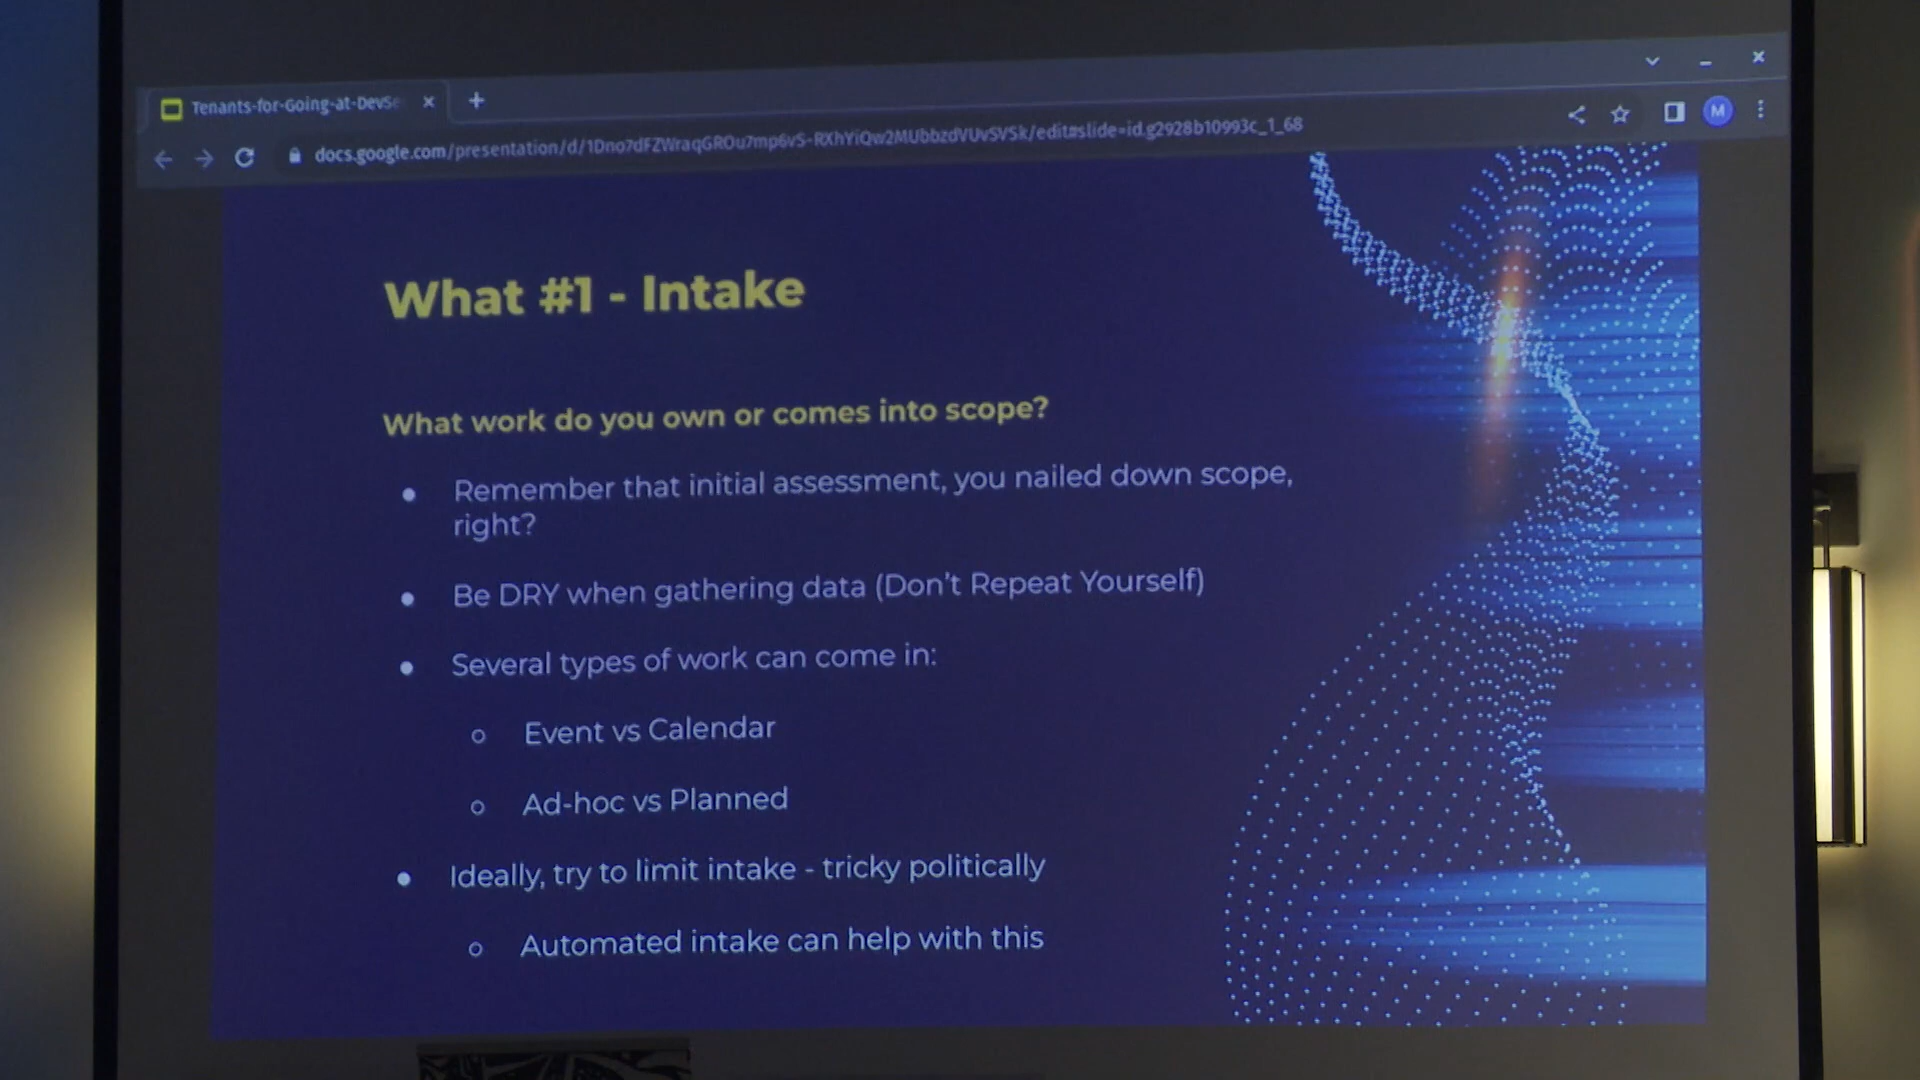 Tenants-for-Going-at-DevSe
docs.google.com/presentation/d/1Dno7dFZWraqGROu7mp6vS-RXhYiQw2MUbbzdVUvSVSk/edit#slide=id.g2928b10993c_1_68
M
What #1 - Intake
What work do you own or comes into scope?
Remember that initial assessment, you nailed down scope,
right?
Be DRY when gathering data (Don't Repeat Yourself)
Several types of work can come in:
Event vs Calendar
Ad-hoc vs Planned
Ideally, try to limit intake - tricky politically
Automated intake can help with this